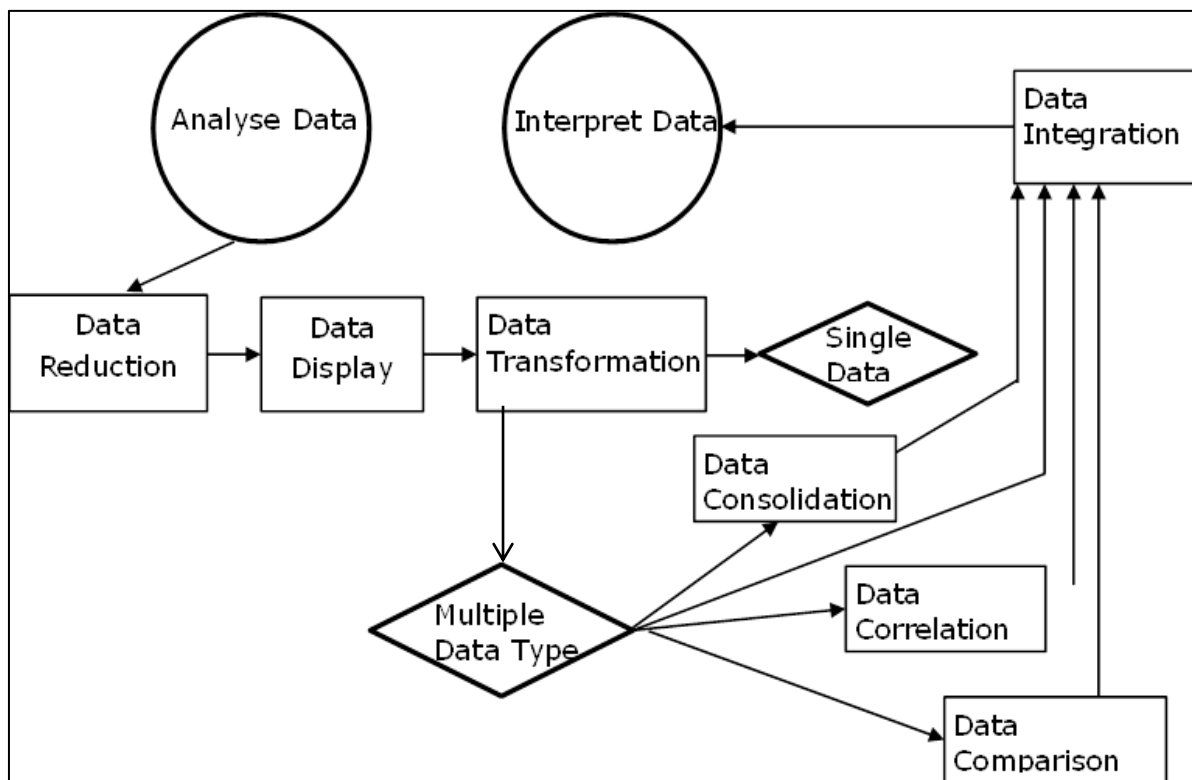 Analyse Data
Interpret Data
Data
Integration
Data
Reduction
Data
Display
Data
Transformation
Single
Data
Data
Consolidation
Multiple
Data Type
Data
Correlation
Data
Comparison